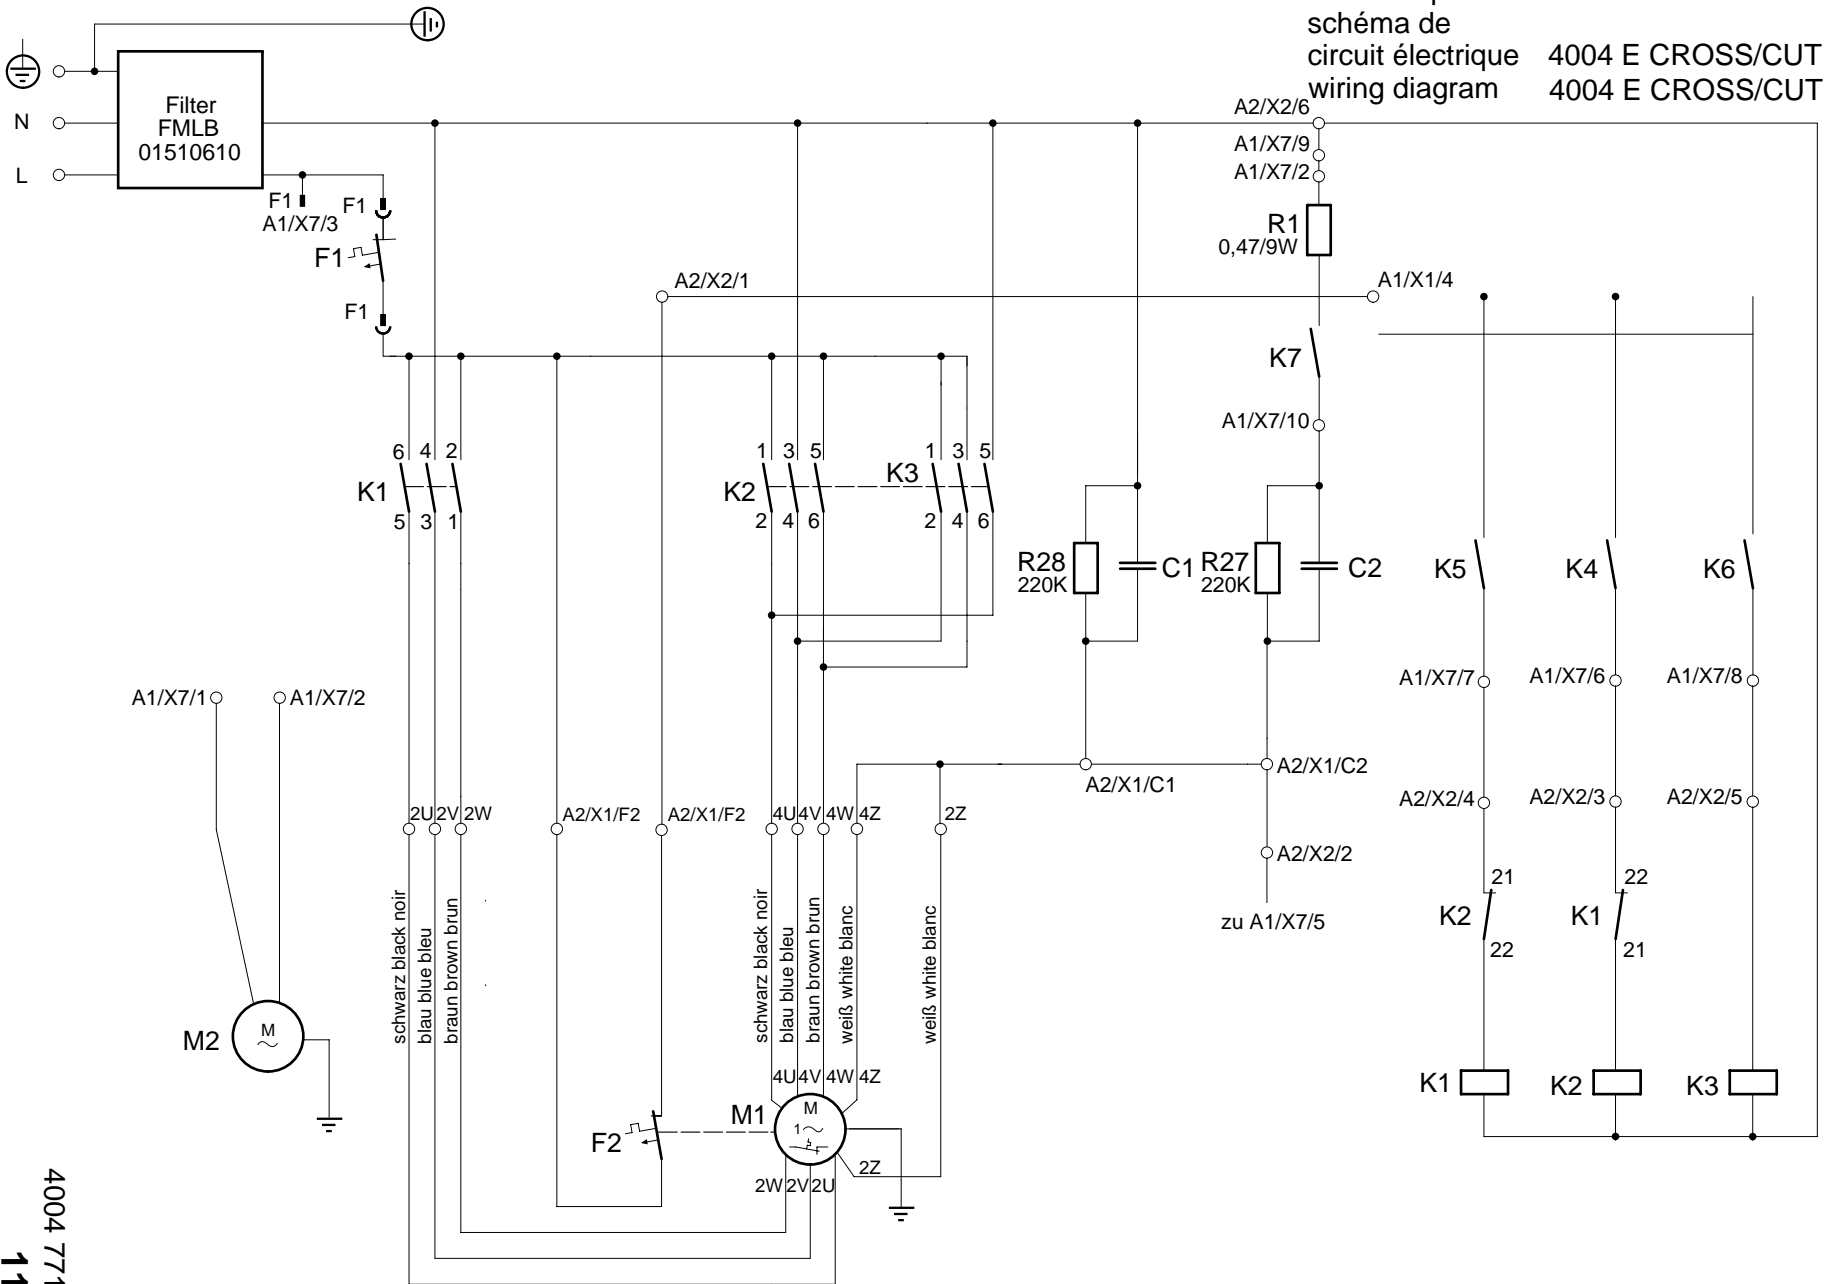 schéma de
circuit électrique 4004 E CROSS/CUT
wiring diagram 4004 E CROSS/CUT
N
L
Filter
FMLB
01510610
F1
A1/X7/3
F1
F1
F1
A2/X2/6
A1/X7/9
A1/X7/2
R1
0,47/9W
A2/X2/1
A1/X1/4
K7
A1/X7/10
6 4 2
K1
5 3 1
1 3 5
K2
2 4 6
1 3 5
K3
2 4 6
R28
220K
C1
R27
220K
C2
K5
K4
K6
A1/X7/1
A1/X7/2
A1/X7/7
A1/X7/6
A1/X7/8
A2/X1/C1
A2/X1/C2
A2/X2/4
A2/X2/3
A2/X2/5
2U 2V 2W
A2/X1/F2
A2/X1/F2
4U 4V 4W 4Z
2Z
A2/X2/2
zu A1/X7/5
schwarz black noir
blau blue bleu
braun brown brun
schwarz black noir
blau blue bleu
braun brown brun
weiß white blanc
weiß white blanc
21
K2
22
22
K1
21
M2
M
K1
K2
K3
4U 4V 4W 4Z
M1
M
1
F2
2Z
2W 2V 2U
4004 771
11